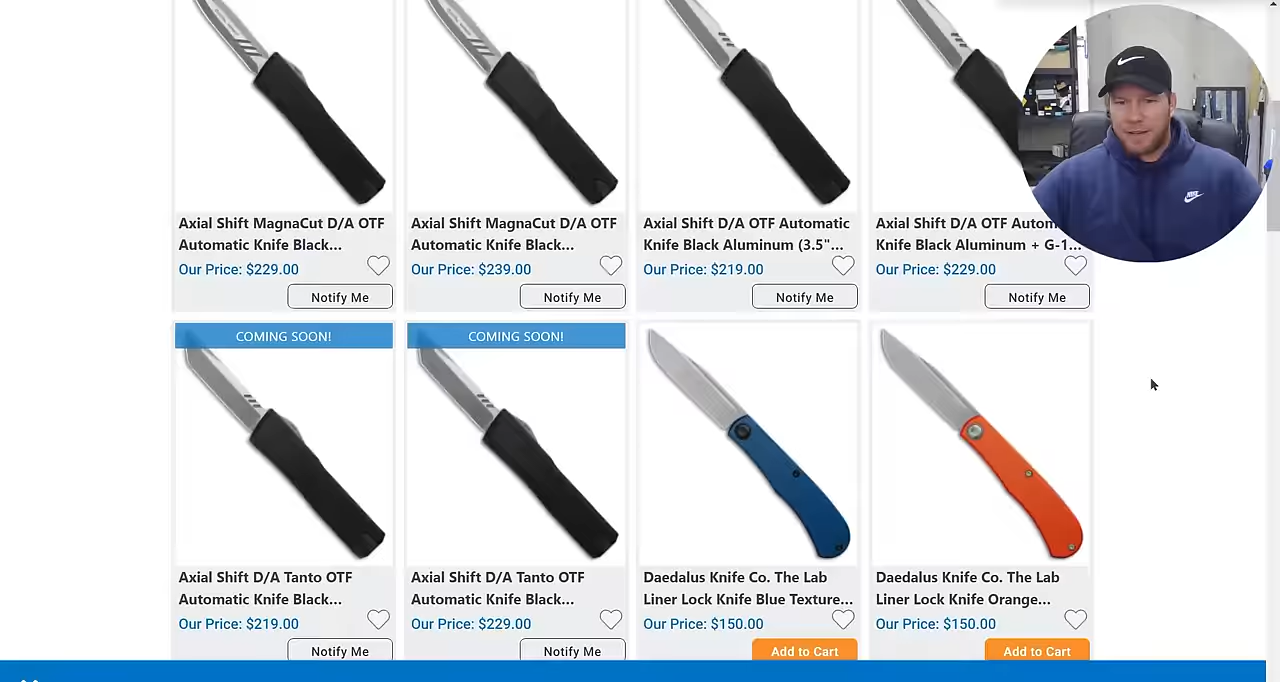 Axial Shift MagnaCut D/A OTF
Automatic Knife Black...
Our Price: $229.00
Notify Me
Axial Shift MagnaCut D/A OTF
Automatic Knife Black...
Our Price: $239.00
Notify Me
Axial Shift D/A OTF Automatic
Knife Black Aluminum (3.5"...
Our Price: $219.00
Notify Me
Axial Shift D/A OTF Autom
Knife Black Aluminum + G-1...
Our Price: $229.00
Notify Me
COMING SOON!
Axial Shift D/A Tanto OTF
Automatic Knife Black...
Our Price: $219.00
Notify Me
COMING SOON!
Axial Shift D/A Tanto OTF
Automatic Knife Black...
Our Price: $229.00
Notify Me
Daedalus Knife Co. The Lab
Liner Lock Knife Blue Texture...
Our Price: $150.00
Add to Cart
Daedalus Knife Co. The Lab
Liner Lock Knife Orange...
Our Price: $150.00
Add to Cart